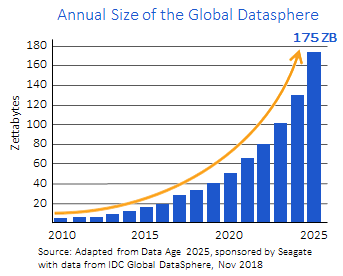 Annual Size of the Global Datasphere
175 ZB
180
160
140
120
100
80
60
40
20
Zettabytes
2010 2015 2020 2025
Source: Adapted from Data Age 2025, sponsored by Seagate
with data from IDC Global DataSphere, Nov 2018